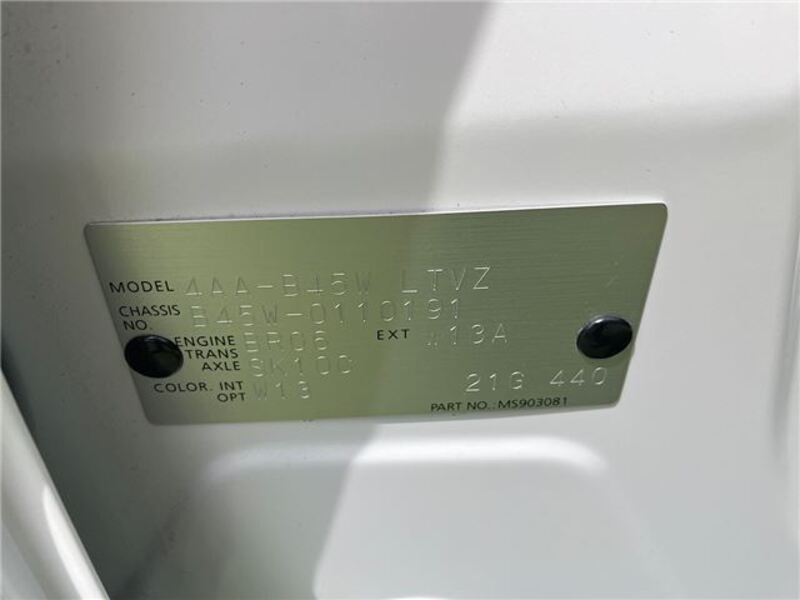 MODEL 4AA-B45W LTVZ
CHASSIS NO. B45W-0110191
ENGINE BR06 EXT W13A
TRANS AXLE SK10C
COLOR. INT OPT W13 21G 440
PART NO.: MS903081